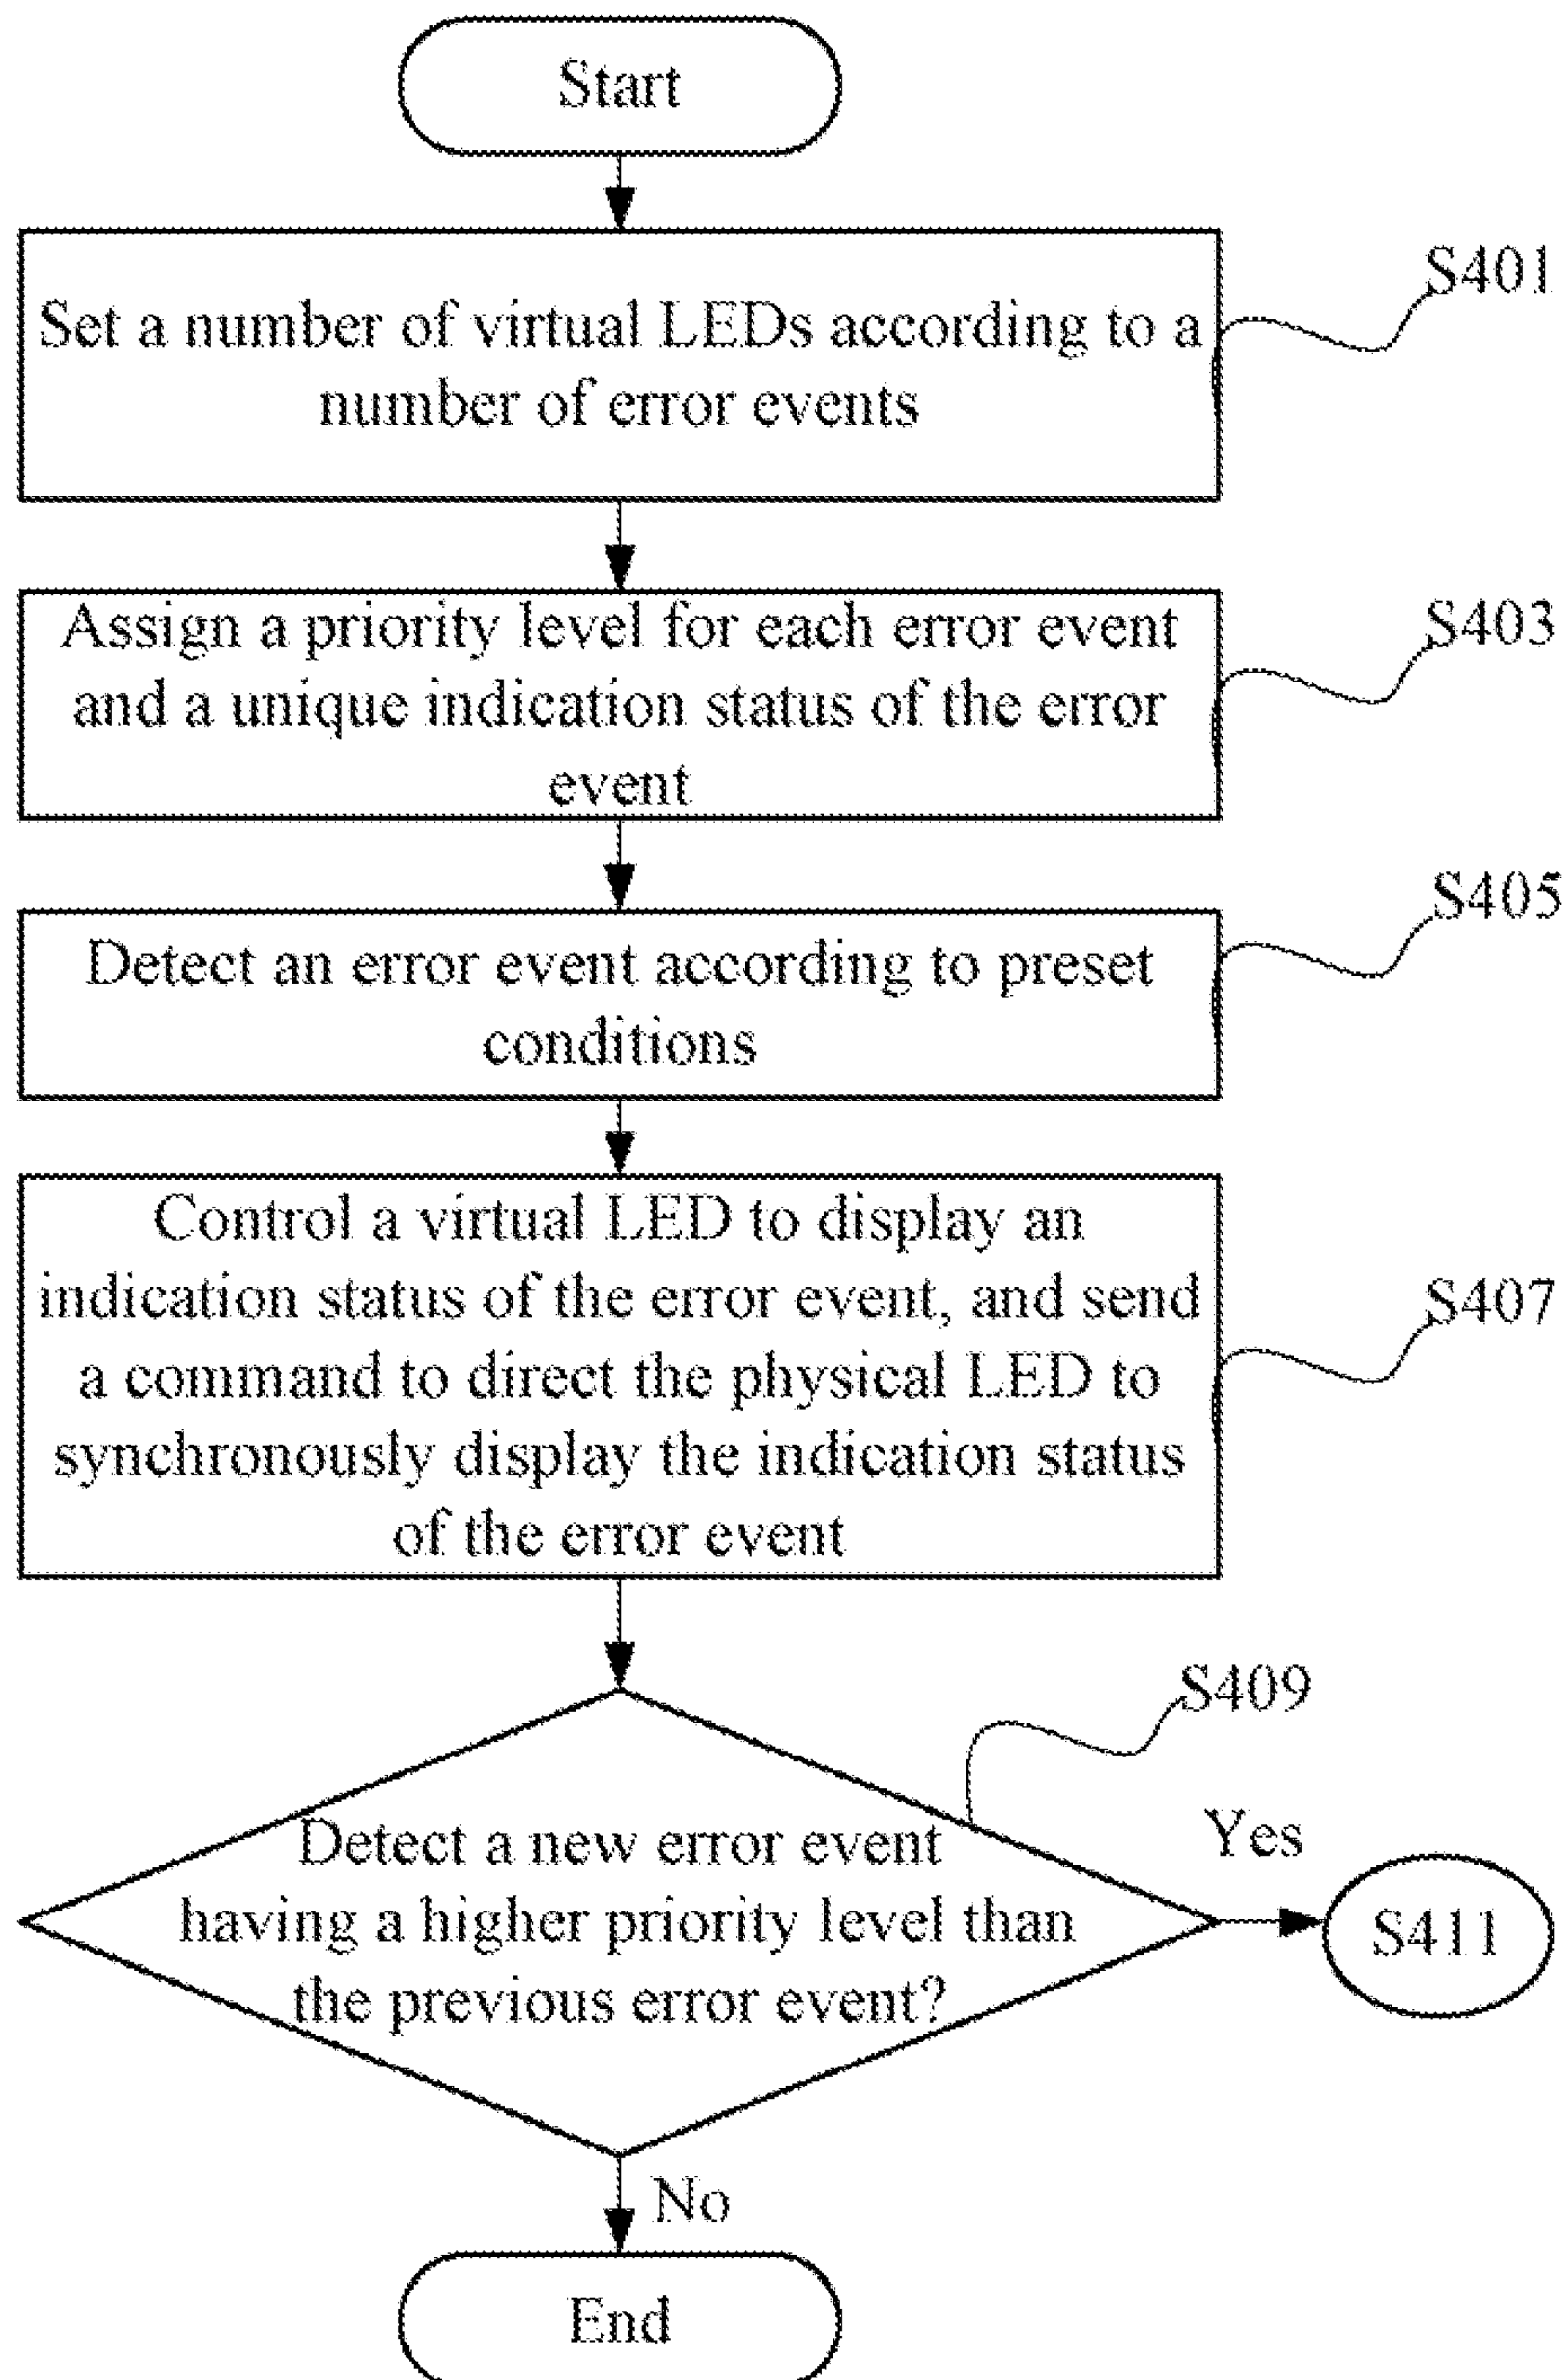 Start
Set a number of virtual LEDs according to a
number of error events
S401
Assign a priority level for each error event
and a unique indication status of the error
event
S403
Detect an error event according to preset
conditions
S405
Control a virtual LED to display an
indication status of the error event, and send
a command to direct the physical LED to
synchronously display the indication status
of the error event
S407
Detect a new error event
having a higher priority level than
the previous error event?
S409
Yes
S411
No
End